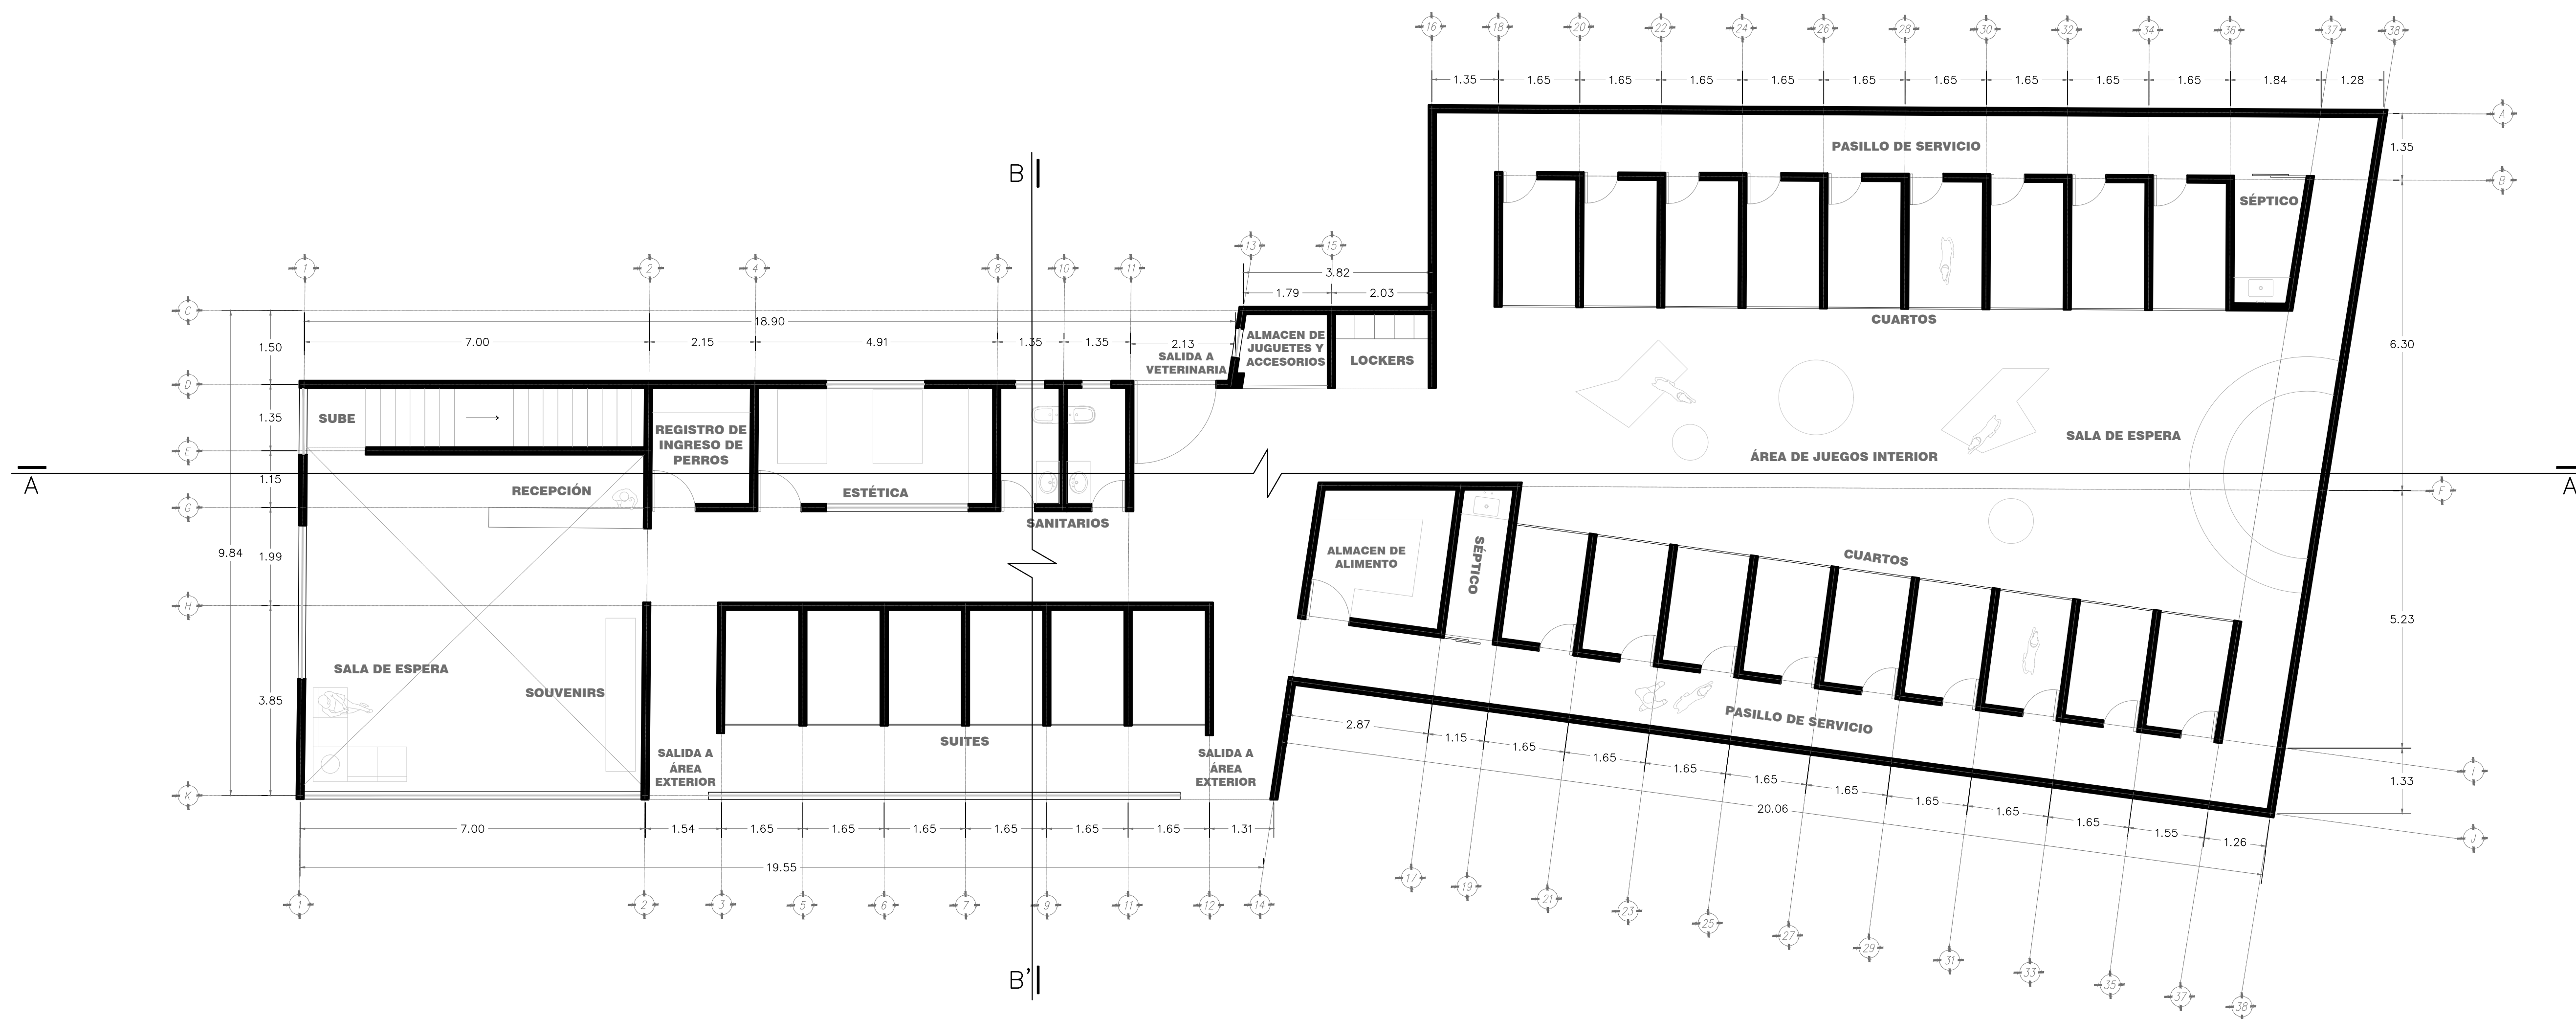 16 18 20 22 24 26 28 30 32 34 36 37 38
1.35 1.65 1.65 1.65 1.65 1.65 1.65 1.65 1.65 1.65 1.84 1.28
A
PASILLO DE SERVICIO
1.35
B
B
SÉPTICO
13 15
1 2 4 8 10 11
3.82
1.79 2.03
C
18.90
CUARTOS
7.00 2.15 4.91 1.35 1.35 2.13
1.50
6.30
SALIDA A
VETERINARIA
ALMACEN DE
JUGUETES Y
ACCESORIOS
LOCKERS
D
SUBE
1.35
REGISTRO DE
INGRESO DE
PERROS
SALA DE ESPERA
E
ÁREA DE JUEGOS INTERIOR
A
A
1.15
RECEPCIÓN
ESTÉTICA
F
G
SANITARIOS
9.84
1.99
ALMACEN DE
ALIMENTO
SÉPTICO
CUARTOS
H
5.23
SALA DE ESPERA
SOUVENIRS
3.85
PASILLO DE SERVICIO
SUITES
SALIDA A
ÁREA
EXTERIOR
SALIDA A
ÁREA
EXTERIOR
2.87 1.15 1.65 1.65 1.65 1.65 1.65 1.65 1.65 1.65 1.55 1.26
I
1.33
K
20.06
J
7.00 1.54 1.65 1.65 1.65 1.65 1.65 1.65 1.31
19.55
1 2 3 5 6 7 9 11 12 14
17 19 21 23 25 27 29 31 33 35 37 38
B'